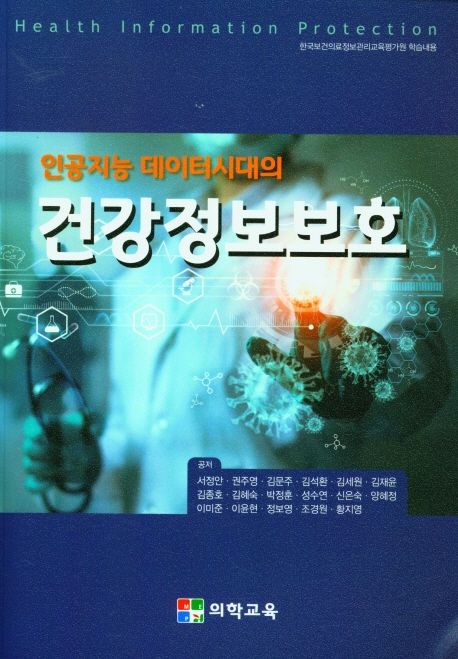 Health Information Protection
한국보건의료정보관리교육평가원 학습내용
인공지능 데이터시대의
건강정보보호
공저
서정안 · 권주영 · 김문주 · 김석환 · 김세원 · 김재윤
김종호 · 김혜숙 · 박정훈 · 성수연 · 신은숙 · 양혜정
이미준 · 이윤현 · 정보영 · 조경원 · 황지영
M E
P
의학교육